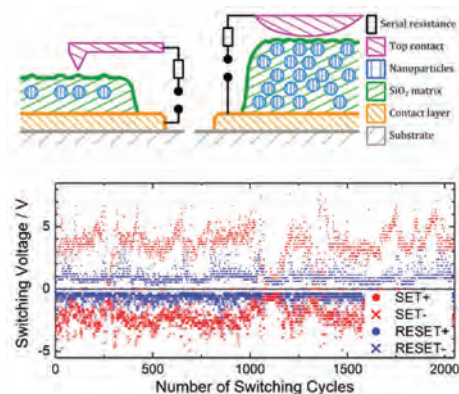 Serial resistance
Top contact
Nanoparticles
SiO₂ matrix
Contact layer
Substrate
Switching Voltage / V
5
0
-5
SET+
SET-
RESET+
RESET-
0 500 1000 1500 2000
Number of Switching Cycles